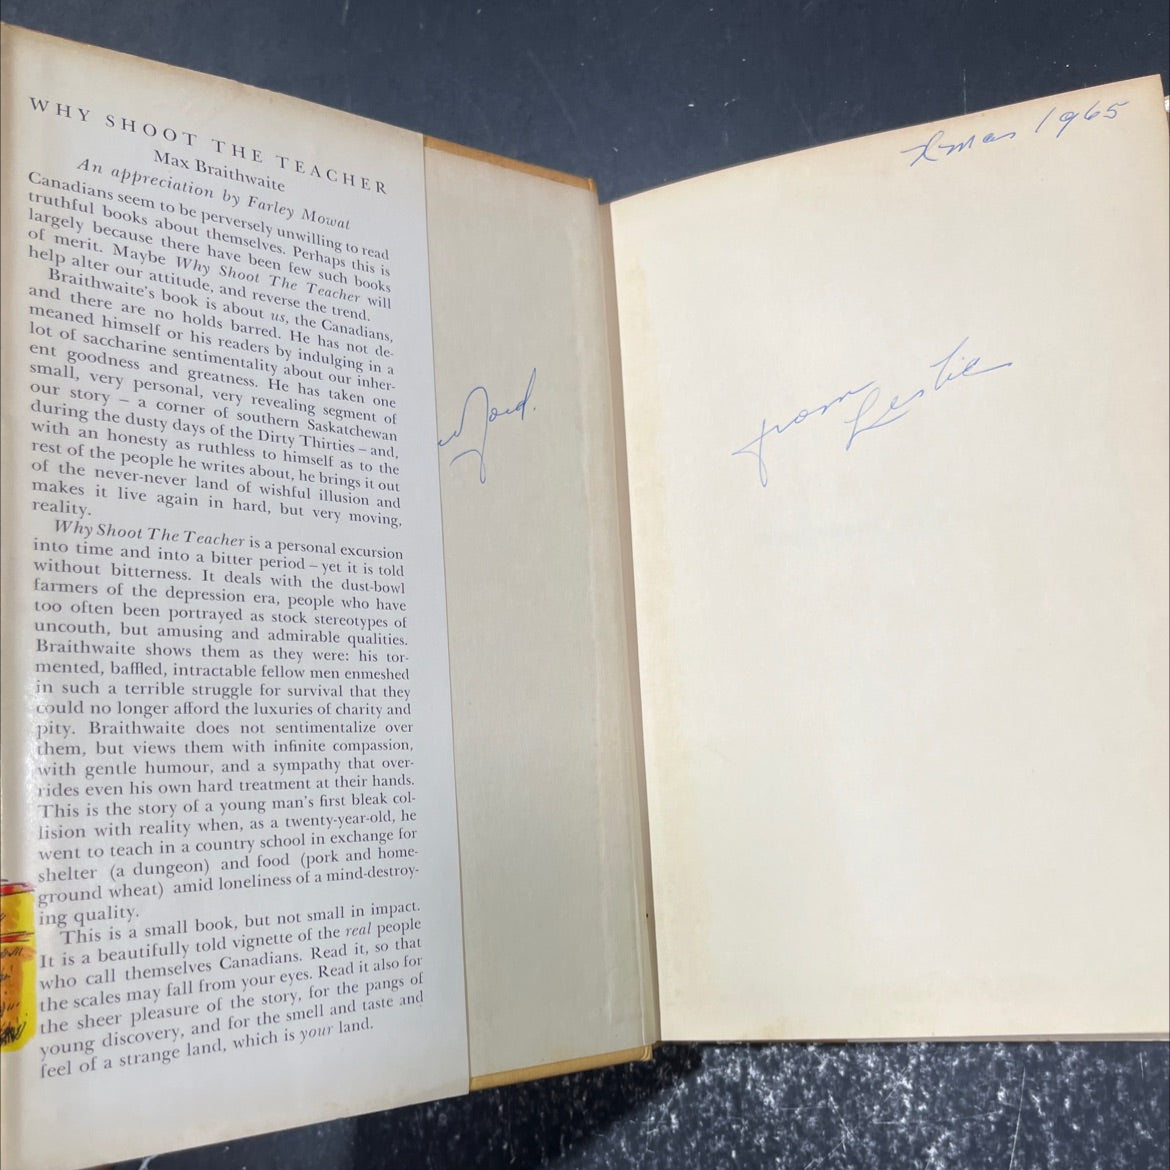 WHY SHOOT THE TEACHER
Max Braithwaite
An appreciation by Farley Mowat
Canadians seem to be perversely unwilling to read
truthful books about themselves. Perhaps this is
largely because there have been few such books
of merit. Maybe Why Shoot The Teacher will
help alter our attitude, and reverse the trend.
Braithwaite's book is about us, the Canadians,
and there are no holds barred. He has not de-
meaned himself or his readers by indulging in a
lot of saccharine sentimentality about our inher-
ent goodness and greatness. He has taken one
small, very personal, very revealing segment of
our story – a corner of southern Saskatchewan
during the dusty days of the Dirty Thirties – and,
with an honesty as ruthless to himself as to the
rest of the people he writes about, he brings it out
of the never-never land of wishful illusion and
makes it live again in hard, but very moving,
reality.
Why Shoot The Teacher is a personal excursion
into time and into a bitter period – yet it is told
without bitterness. It deals with the dust-bowl
farmers of the depression era, people who have
too often been portrayed as stock stereotypes of
uncouth, but amusing and admirable qualities.
Braithwaite shows them as they were: his tor-
mented, baffled, intractable fellow men enmeshed
in such a terrible struggle for survival that they
could no longer afford the luxuries of charity and
pity. Braithwaite does not sentimentalize over
them, but views them with infinite compassion,
with gentle humour, and a sympathy that over-
rides even his own hard treatment at their hands.
This is the story of a young man's first bleak col-
lision with reality when, as a twenty-year-old, he
went to teach in a country school in exchange for
shelter (a dungeon) and food (pork and home-
ground wheat) amid loneliness of a mind-destroy-
ing quality.
This is a small book, but not small in impact.
It is a beautifully told vignette of the real people
who call themselves Canadians. Read it, so that
the scales may fall from your eyes. Read it also for
the sheer pleasure of the story, for the pangs of
young discovery, and for the smell and taste and
feel of a strange land, which is your land.
Xmas 1965
from
Leslie